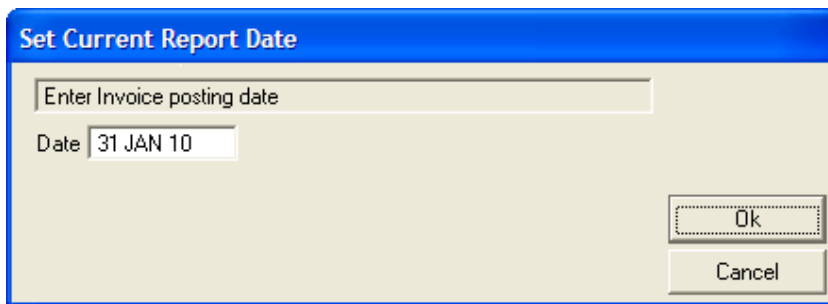 Set Current Report Date
Enter Invoice posting date
Date 31 JAN 10
Ok
Cancel